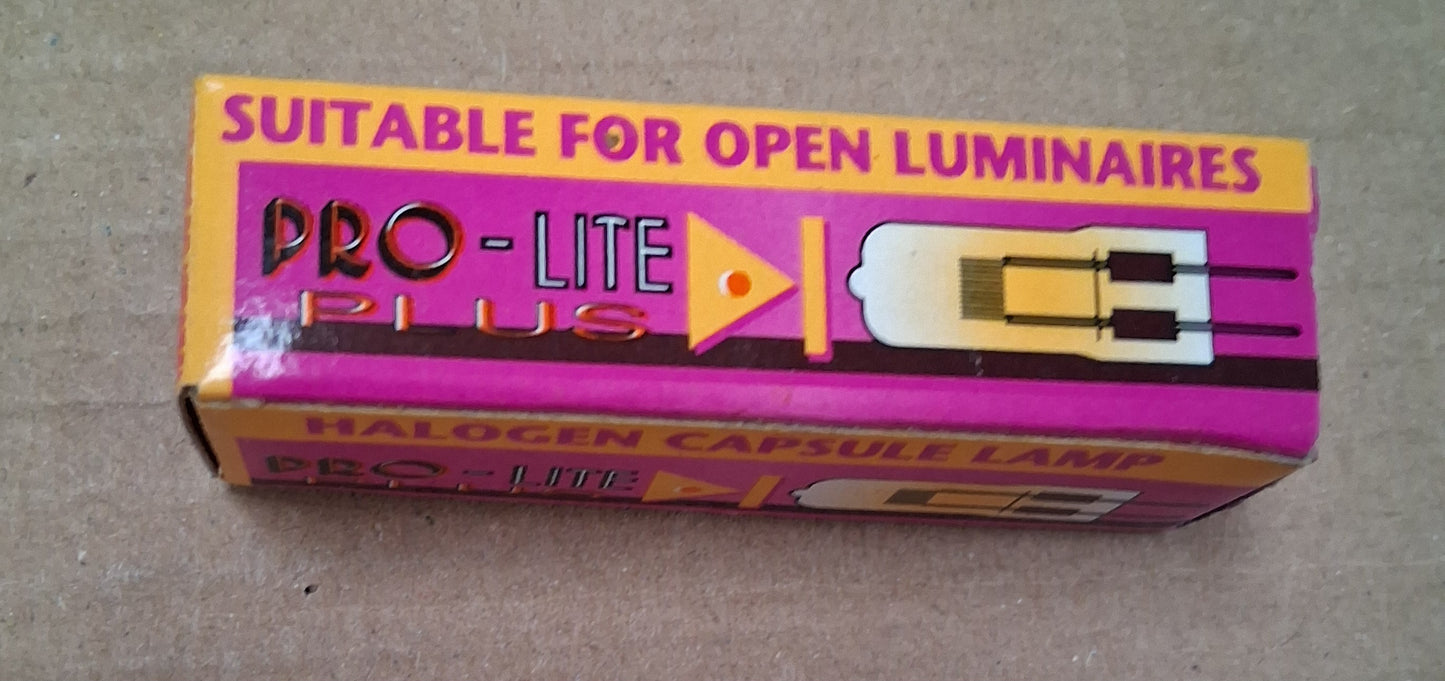 SUITABLE FOR OPEN LUMINAIRES
PRO-LITE
PLUS
HALOGEN CAPSULE LAMP
PRO-LITE